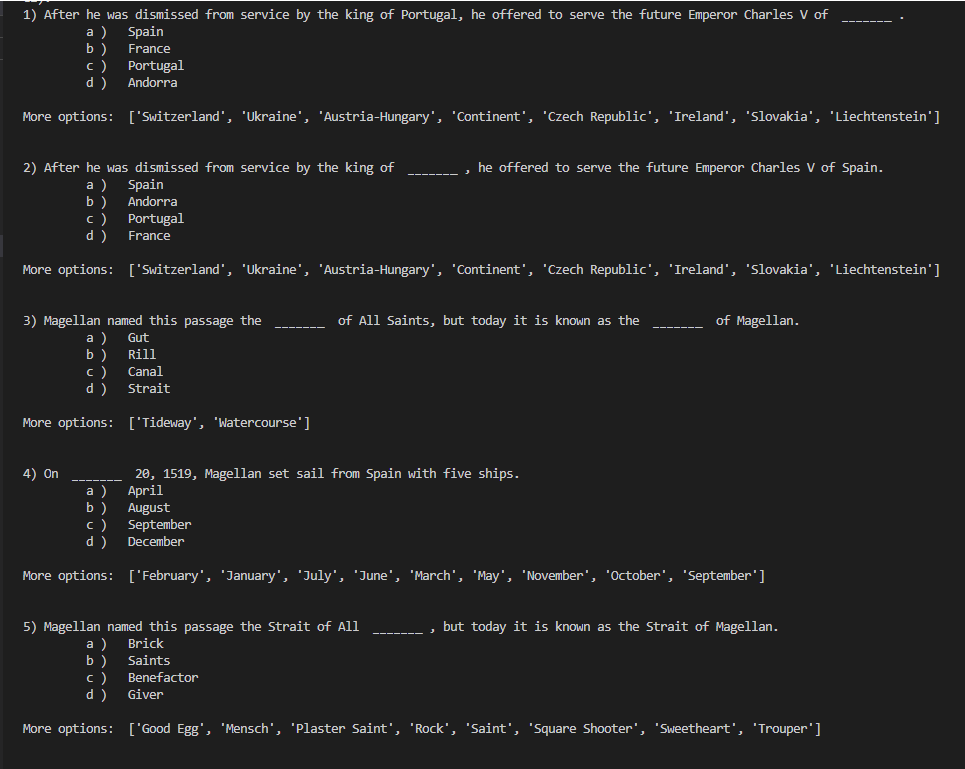 1) After he was dismissed from service by the king of Portugal, he offered to serve the future Emperor Charles V of _______ .
a ) Spain
b ) France
c ) Portugal
d ) Andorra
More options: ['Switzerland', 'Ukraine', 'Austria-Hungary', 'Continent', 'Czech Republic', 'Ireland', 'Slovakia', 'Liechtenstein']
2) After he was dismissed from service by the king of _______ , he offered to serve the future Emperor Charles V of Spain.
a ) Spain
b ) Andorra
c ) Portugal
d ) France
More options: ['Switzerland', 'Ukraine', 'Austria-Hungary', 'Continent', 'Czech Republic', 'Ireland', 'Slovakia', 'Liechtenstein']
3) Magellan named this passage the _______ of All Saints, but today it is known as the _______ of Magellan.
a ) Gut
b ) Rill
c ) Canal
d ) Strait
More options: ['Tideway', 'Watercourse']
4) On _______ 20, 1519, Magellan set sail from Spain with five ships.
a ) April
b ) August
c ) September
d ) December
More options: ['February', 'January', 'July', 'June', 'March', 'May', 'November', 'October', 'September']
5) Magellan named this passage the Strait of All _______ , but today it is known as the Strait of Magellan.
a ) Brick
b ) Saints
c ) Benefactor
d ) Giver
More options: ['Good Egg', 'Mensch', 'Plaster Saint', 'Rock', 'Saint', 'Square Shooter', 'Sweetheart', 'Trouper']